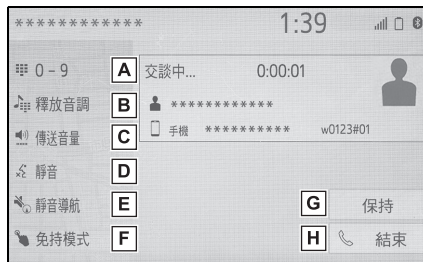 ************* 1:39
0-9 A 交談中... 0:00:01
釋放音調 B ************
傳送音量 C 手機 ********** w0123#01
靜音 D
靜音導航 E G 保持
免持模式 F H 結束